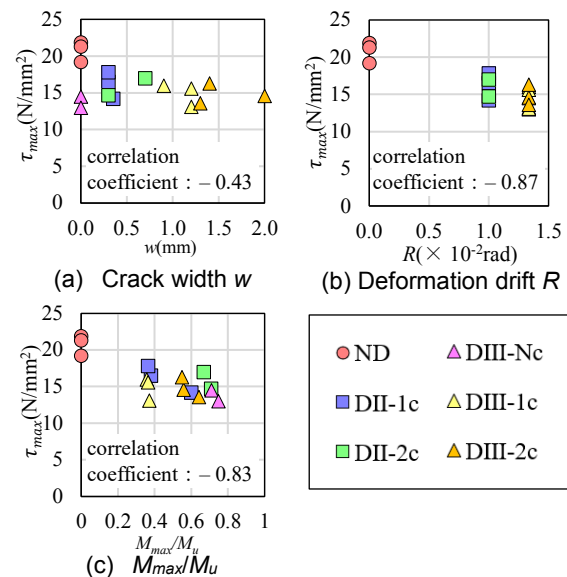 25
20
15
10
5
0
τmax(N/mm²)
correlation
coefficient：－0.43
0.0 0.5 1.0 1.5 2.0
w(mm)
(a) Crack width w
25
20
15
10
5
0
τmax(N/mm²)
correlation
coefficient：－0.87
0.0 0.5 1.0 1.5
R(× 10⁻²rad)
(b) Deformation drift R
25
20
15
10
5
0
τmax(N/mm²)
correlation
coefficient：－0.83
0 0.2 0.4 0.6 0.8 1
Mmax/Mu
(c) Mmax/Mu
ND DIII-Nc
DII-1c DIII-1c
DII-2c DIII-2c